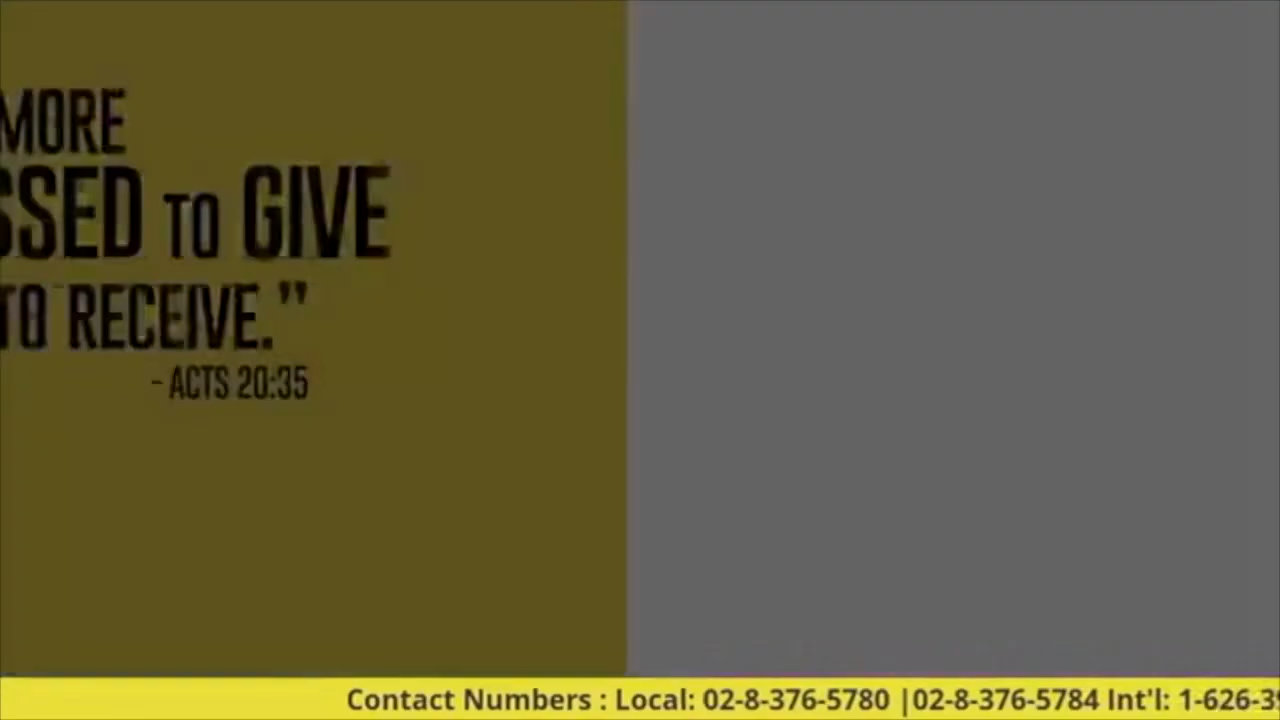 MORE
SSED TO GIVE
TO RECEIVE."
- ACTS 20:35
Contact Numbers : Local: 02-8-376-5780 |02-8-376-5784 Int'l: 1-626-3